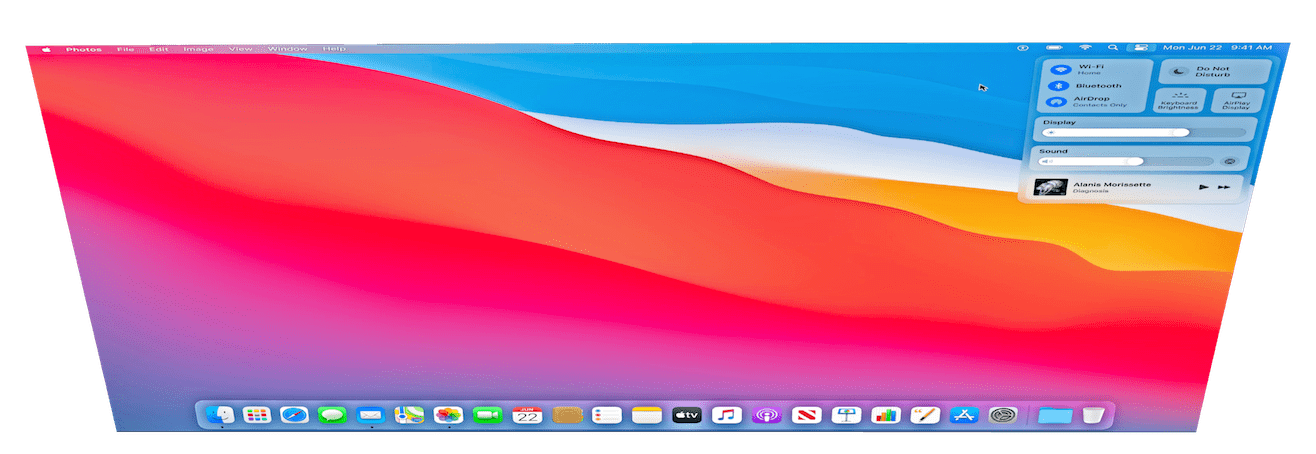 Photos File Edit Image View Window Help
Mon Jun 22 9:41 AM
Wi-Fi
Home
Bluetooth
AirDrop
Contacts Only
Do Not
Disturb
Keyboard
Brightness
AirPlay
Display
Display
Sound
Alanis Morissette
Diagnosis
JUN
22
tv